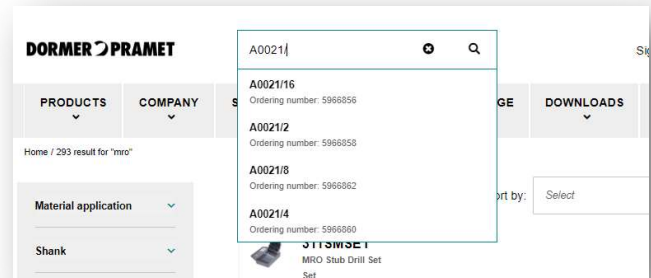 DORMER PRAMET
A0021/
Sig
PRODUCTS
COMPANY
S
GE
DOWNLOADS
A0021/16
Ordering number: 5966856
A0021/2
Ordering number: 5966858
A0021/8
Ordering number: 5966862
A0021/4
Ordering number: 5966860
Home / 293 result for "mro"
Material application
Shank
ort by:
Select
311SMSET
MRO Stub Drill Set
Set